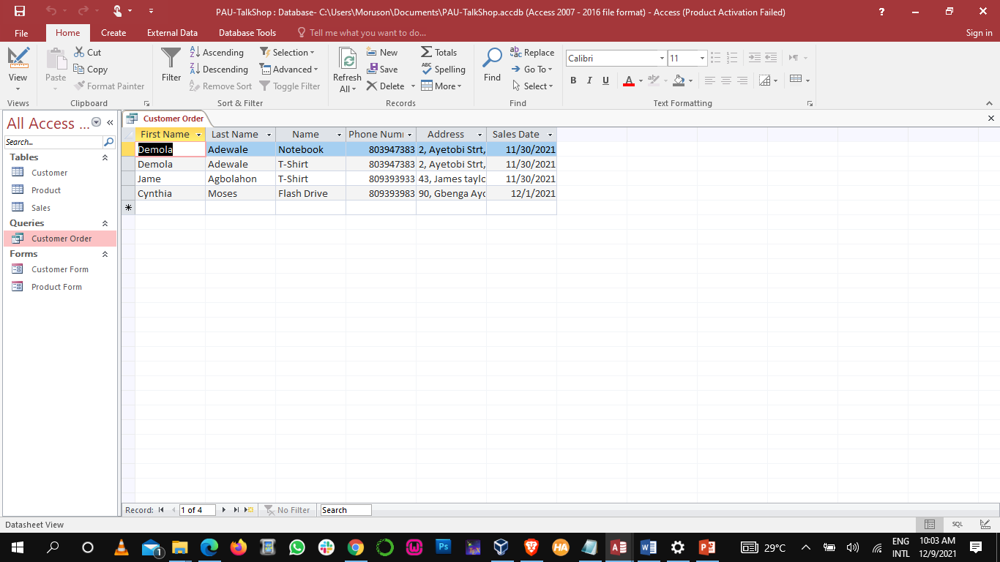 PAU-TalkShop : Database- C:\Users\Moruson\Documents\PAU-TalkShop.accdb (Access 2007 - 2016 file format) - Access (Product Activation Failed)
File Home Create External Data Database Tools Tell me what you want to do... Sign in
View
Views
Paste
Cut
Copy
Format Painter
Clipboard
Filter
Ascending
Descending
Remove Sort
Selection
Advanced
Toggle Filter
Sort & Filter
Refresh
All
New
Save
Delete
Totals
Spelling
More
Records
Find
Replace
Go To
Select
Find
Calibri 11
B I U A
Text Formatting
All Access ...
Search...
Tables
Customer
Product
Sales
Queries
Customer Order
Forms
Customer Form
Product Form
Customer Order
First Name Last Name Name Phone Num Address Sales Date
Demola Adewale Notebook 803947383 2, Ayetobi Strt, 11/30/2021
Demola Adewale T-Shirt 803947383 2, Ayetobi Strt, 11/30/2021
Jame Agbolahon T-Shirt 809393933 43, James taylo 11/30/2021
Cynthia Moses Flash Drive 809393983 90, Gbenga Ayo 12/1/2021
Record: 1 of 4 No Filter Search
Datasheet View SQL
1 Ps HA 29°C
ENG
INTL
10:03 AM
12/9/2021